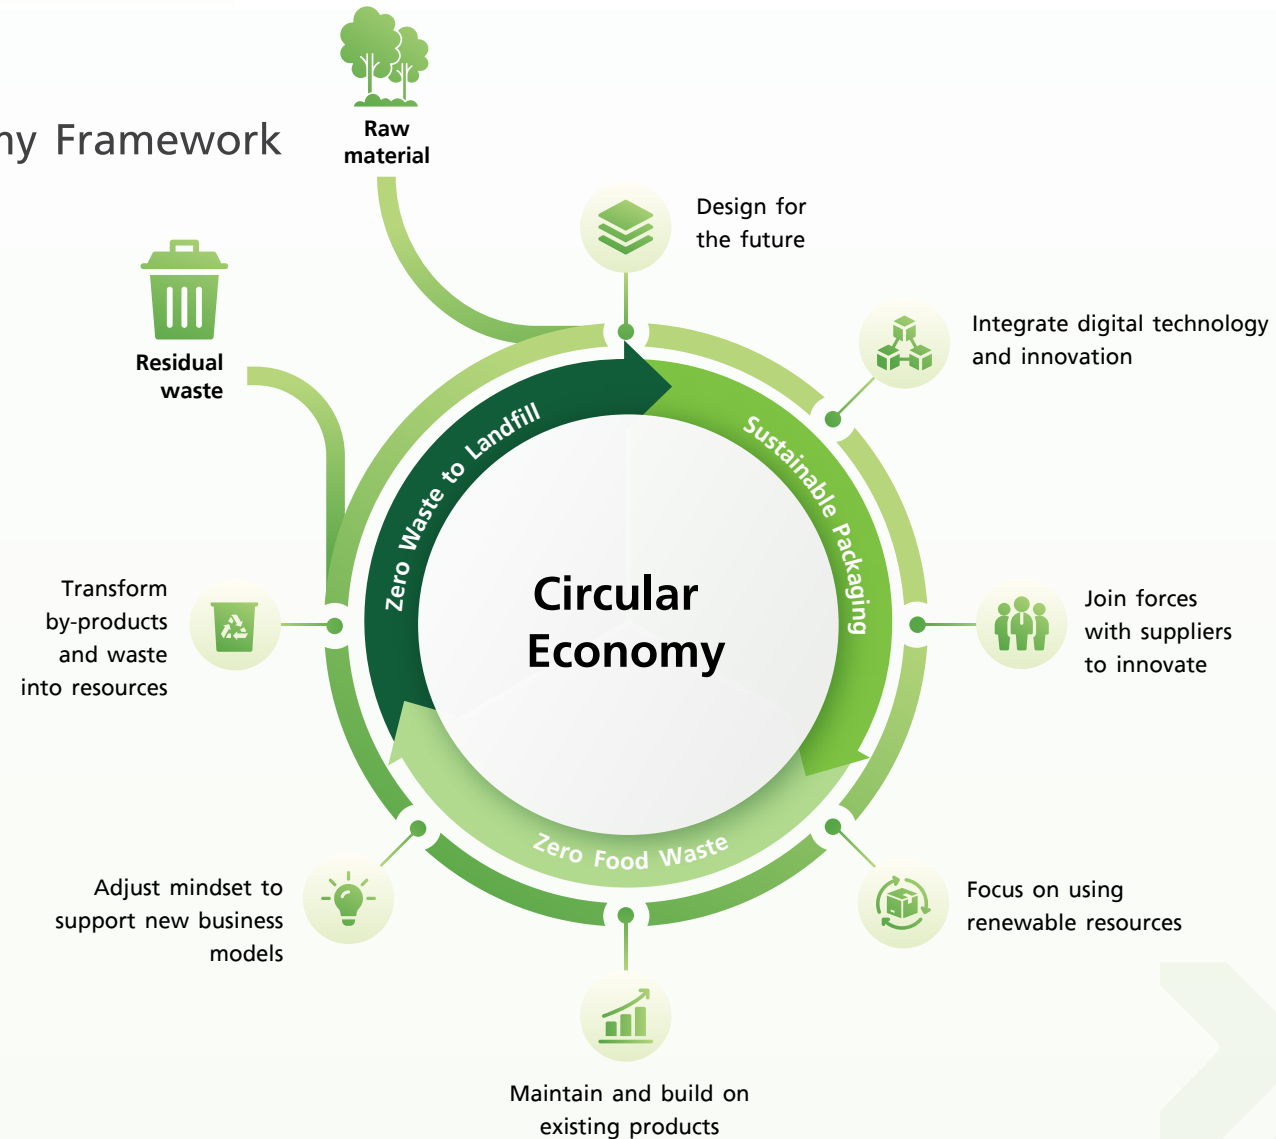 Framework
Raw
material
Residual
waste
Design for
the future
Integrate digital technology
and innovation
Join forces
with suppliers
to innovate
Focus on using
renewable resources
Maintain and build on
existing products
Adjust mindset to
support new business
models
Transform
by-products
and waste
into resources
Zero Waste to Landfill
Sustainable Packaging
Zero Food Waste
Circular
Economy